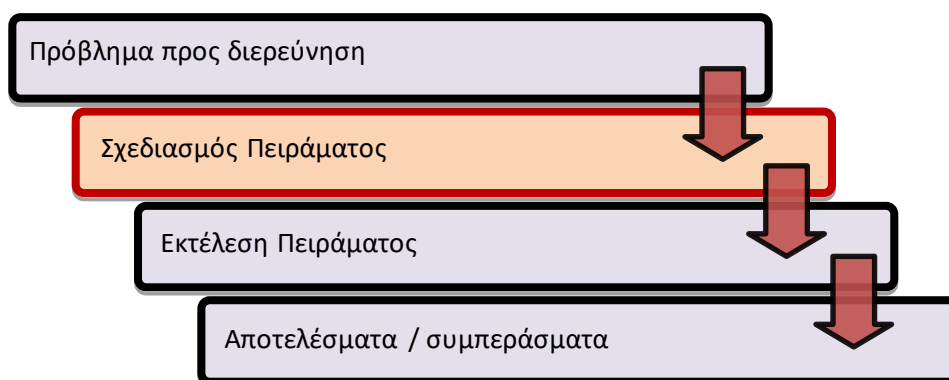 Πρόβλημα προς διερεύνηση
Σχεδιασμός Πειράματος
Εκτέλεση Πειράματος
Αποτελέσματα / συμπεράσματα